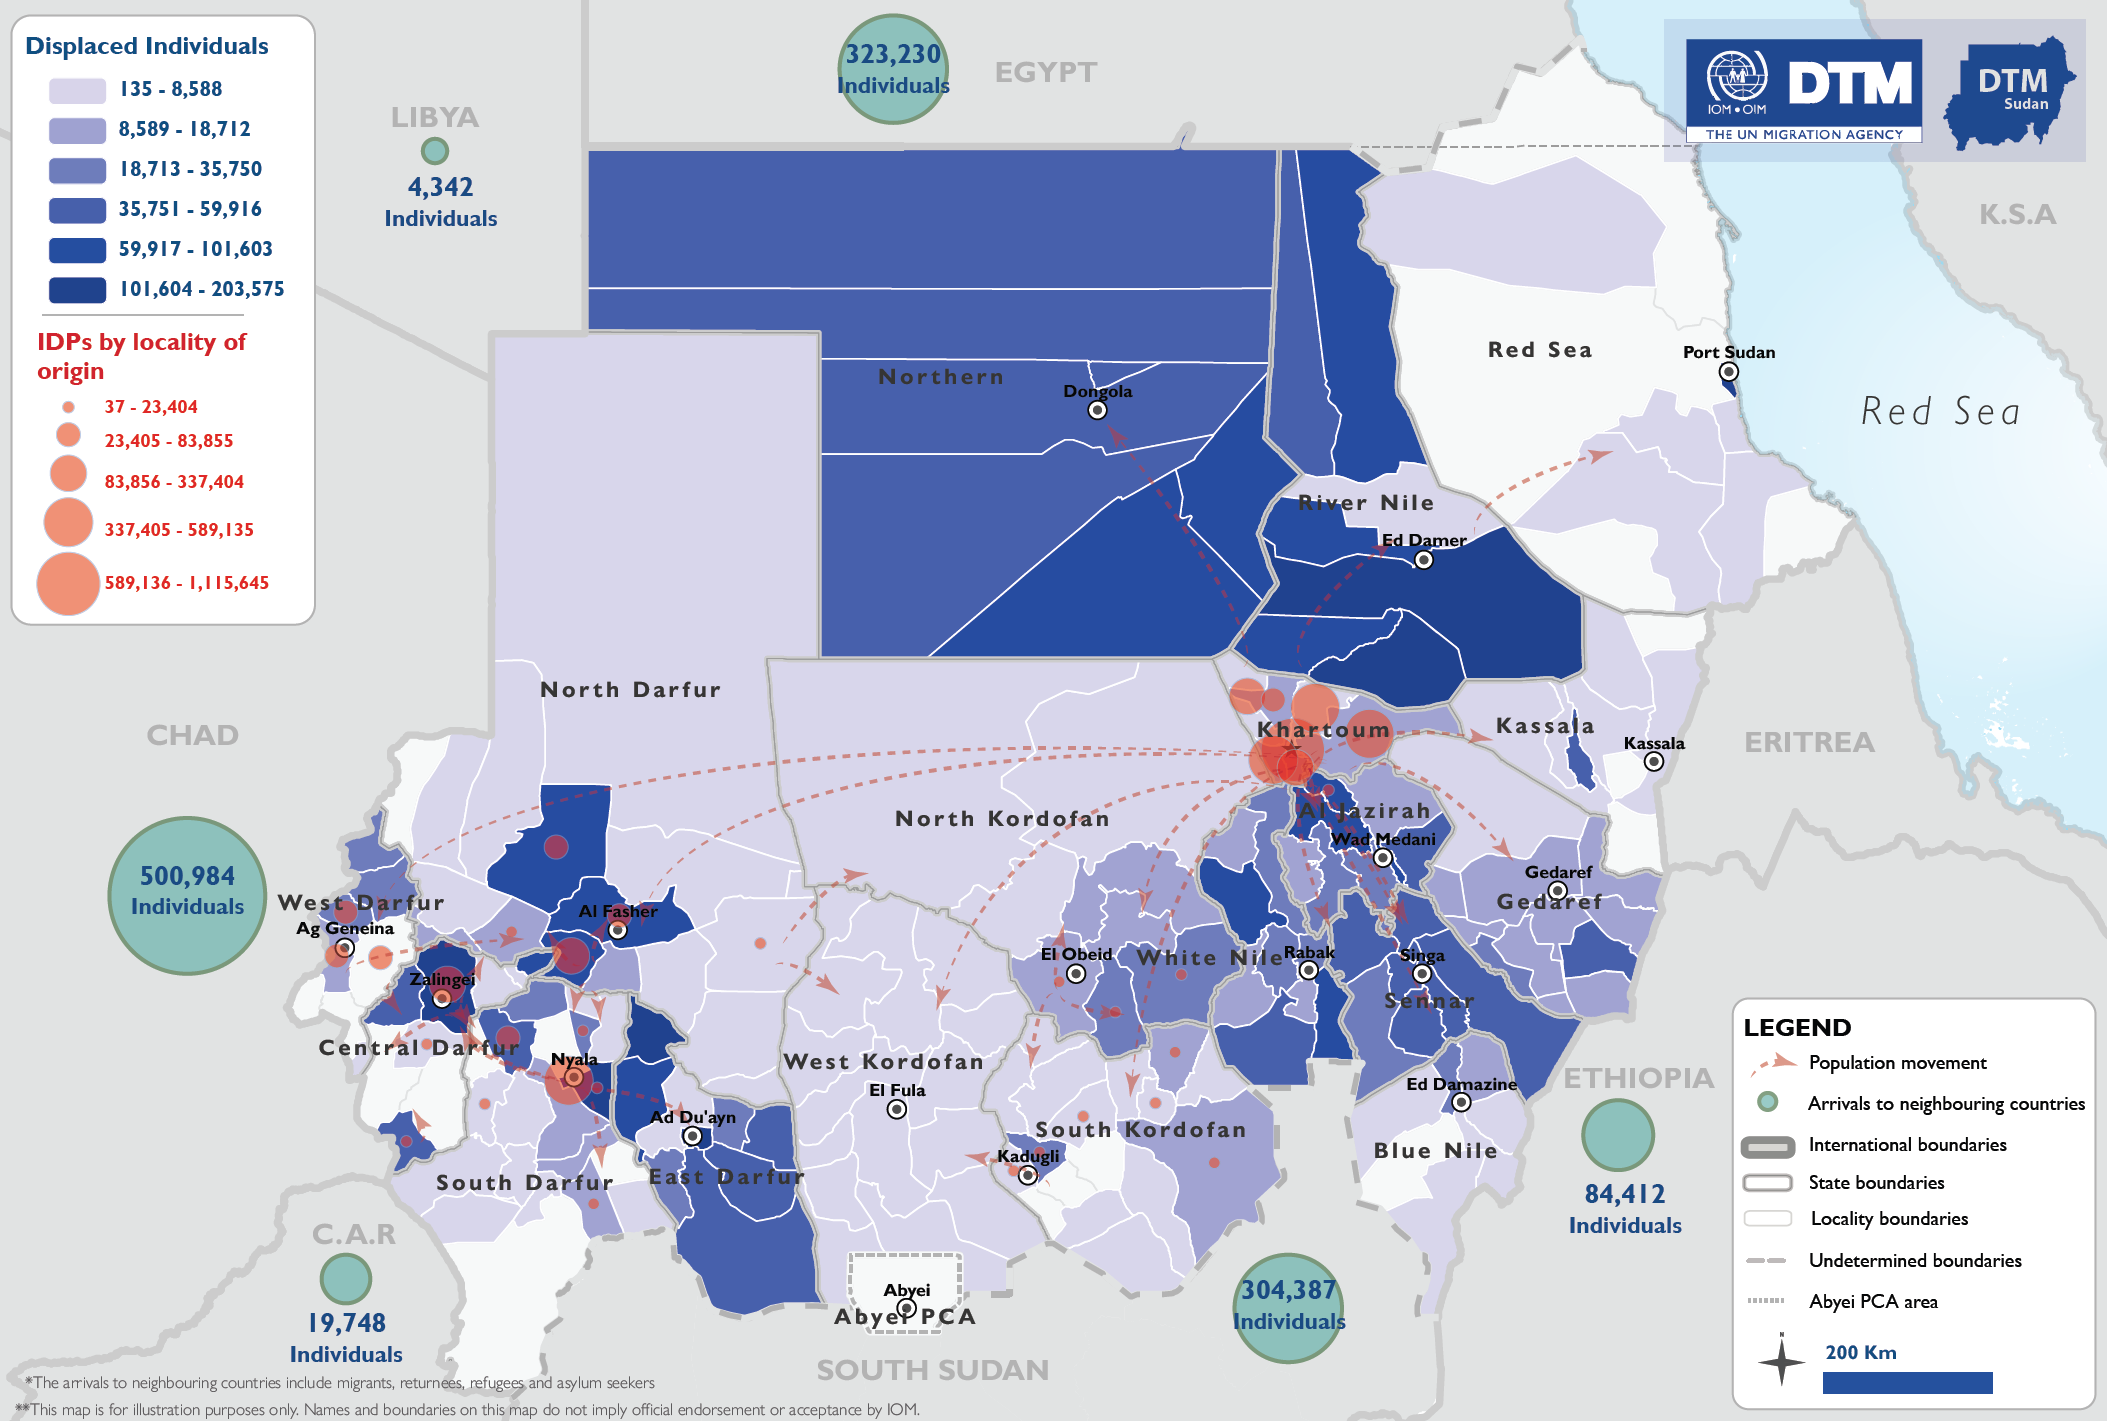 Displaced Individuals
135 - 8,588
8,589 - 18,712
18,713 - 35,750
35,751 - 59,916
59,917 - 101,603
101,604 - 203,575
IDPs by locality of
origin
37 - 23,404
23,405 - 83,855
83,856 - 337,404
337,405 - 589,135
589,136 - 1,115,645
323,230
Individuals
EGYPT
LIBYA
4,342
Individuals
IOM • OIM
DTM
THE UN MIGRATION AGENCY
DTM
Sudan
K.S.A
Red Sea
Port Sudan
Red Sea
Northern
Dongola
River Nile
Ed Damer
North Darfur
CHAD
Khartoum
Kassala
Kassala
ERITREA
North Kordofan
Al Jazirah
Wad Medani
500,984
Individuals
West Darfur
Ag Geneina
Al Fasher
Gedaref
Gedaref
El Obeid
White Nile
Rabak
Singa
Sennar
Zalingei
Central Darfur
Nyala
West Kordofan
El Fula
Ed Damazine
ETHIOPIA
Ad Du'ayn
South Kordofan
Kadugli
Blue Nile
South Darfur
East Darfur
84,412
Individuals
C.A.R
19,748
Individuals
304,387
Individuals
Abyei
Abyei PCA
SOUTH SUDAN
LEGEND
Population movement
Arrivals to neighbouring countries
International boundaries
State boundaries
Locality boundaries
Undetermined boundaries
Abyei PCA area
N
200 Km
*The arrivals to neighbouring countries include migrants, returnees, refugees and asylum seekers
**This map is for illustration purposes only. Names and boundaries on this map do not imply official endorsement or acceptance by IOM.